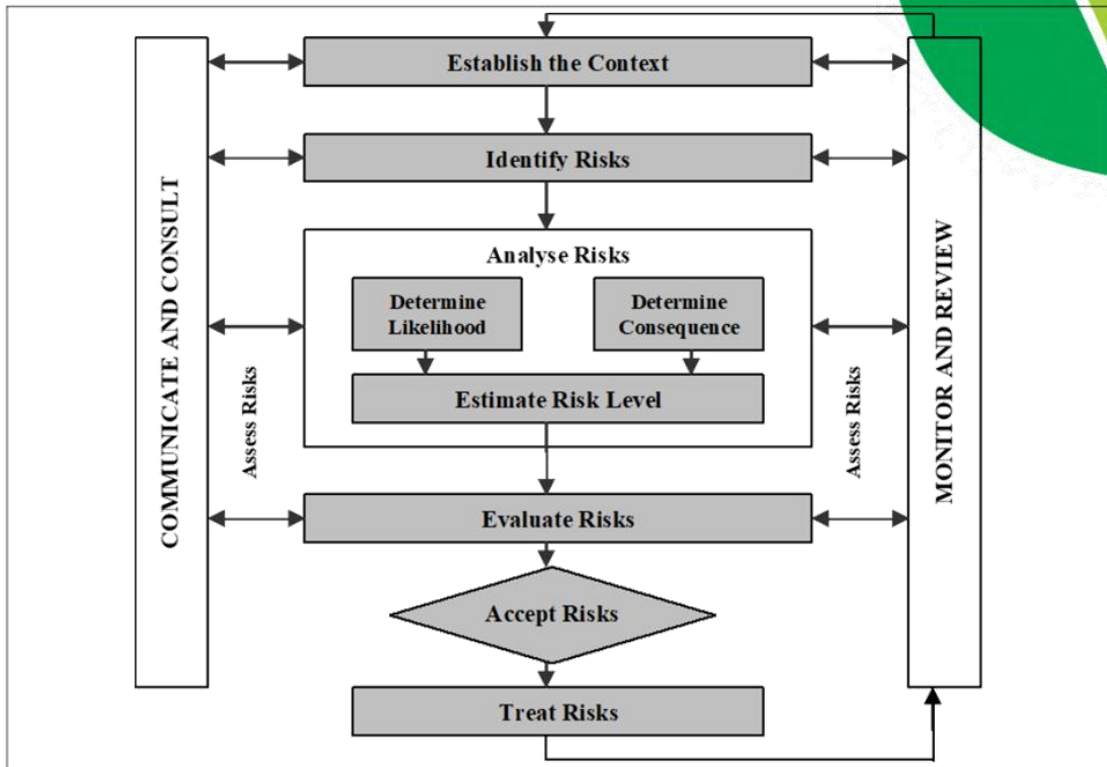 Establish the Context
Identify Risks
Analyse Risks
Determine
Likelihood
Determine
Consequence
Estimate Risk Level
Evaluate Risks
Accept Risks
Treat Risks
COMMUNICATE AND CONSULT
Assess Risks
Assess Risks
MONITOR AND REVIEW